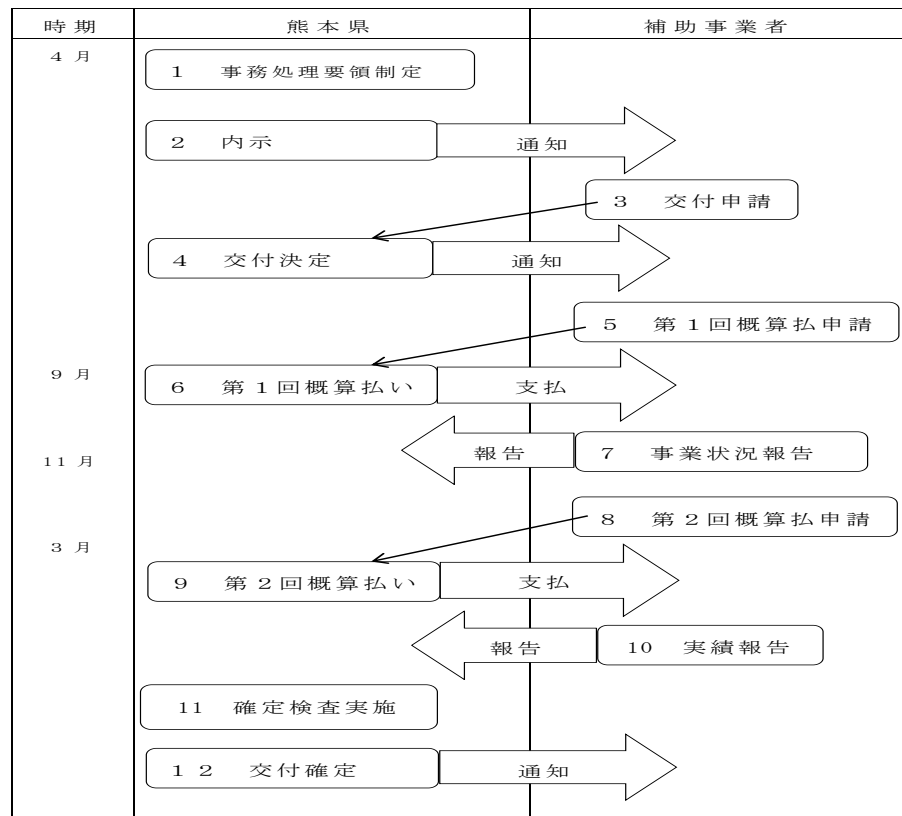 時期 熊本県 補助事業者
4月
1 事務処理要領制定
2 内示 通知
3 交付申請
4 交付決定 通知
5 第1回概算払申請
9月
6 第1回概算払い 支払
報告 7 事業状況報告
11月
8 第2回概算払申請
3月
9 第2回概算払い 支払
報告 10 実績報告
11 確定検査実施
12 交付確定 通知